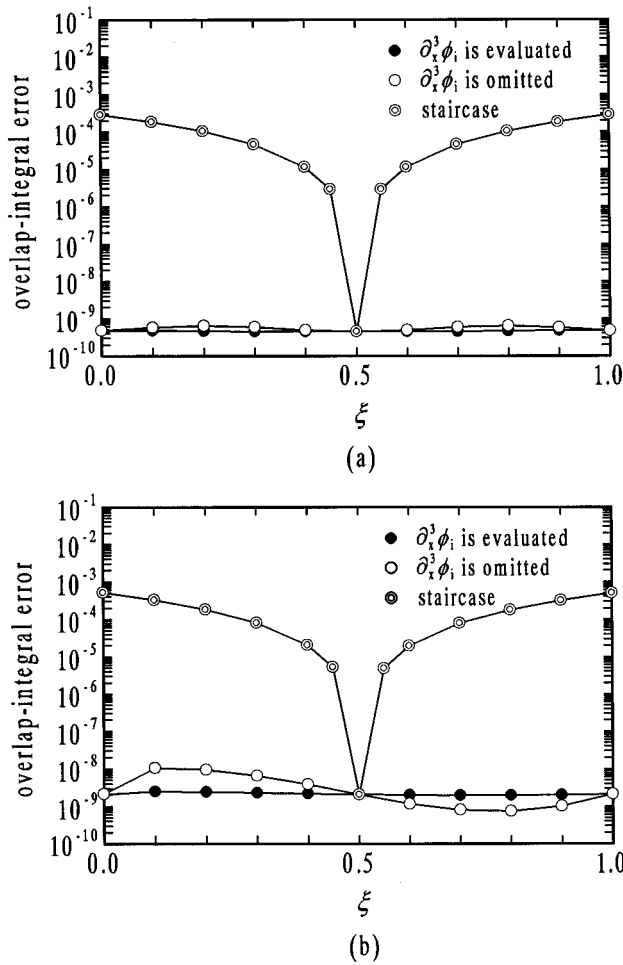 10⁻¹
10⁻²
10⁻³
10⁻⁴
10⁻⁵
10⁻⁶
10⁻⁷
10⁻⁸
10⁻⁹
10⁻¹⁰
overlap-integral error
∂ₓ³ϕᵢ is evaluated
∂ₓ³ϕᵢ is omitted
staircase
0.0
0.5
1.0
ξ
(a)
10⁻¹
10⁻²
10⁻³
10⁻⁴
10⁻⁵
10⁻⁶
10⁻⁷
10⁻⁸
10⁻⁹
10⁻¹⁰
overlap-integral error
∂ₓ³ϕᵢ is evaluated
∂ₓ³ϕᵢ is omitted
staircase
0.0
0.5
1.0
ξ
(b)